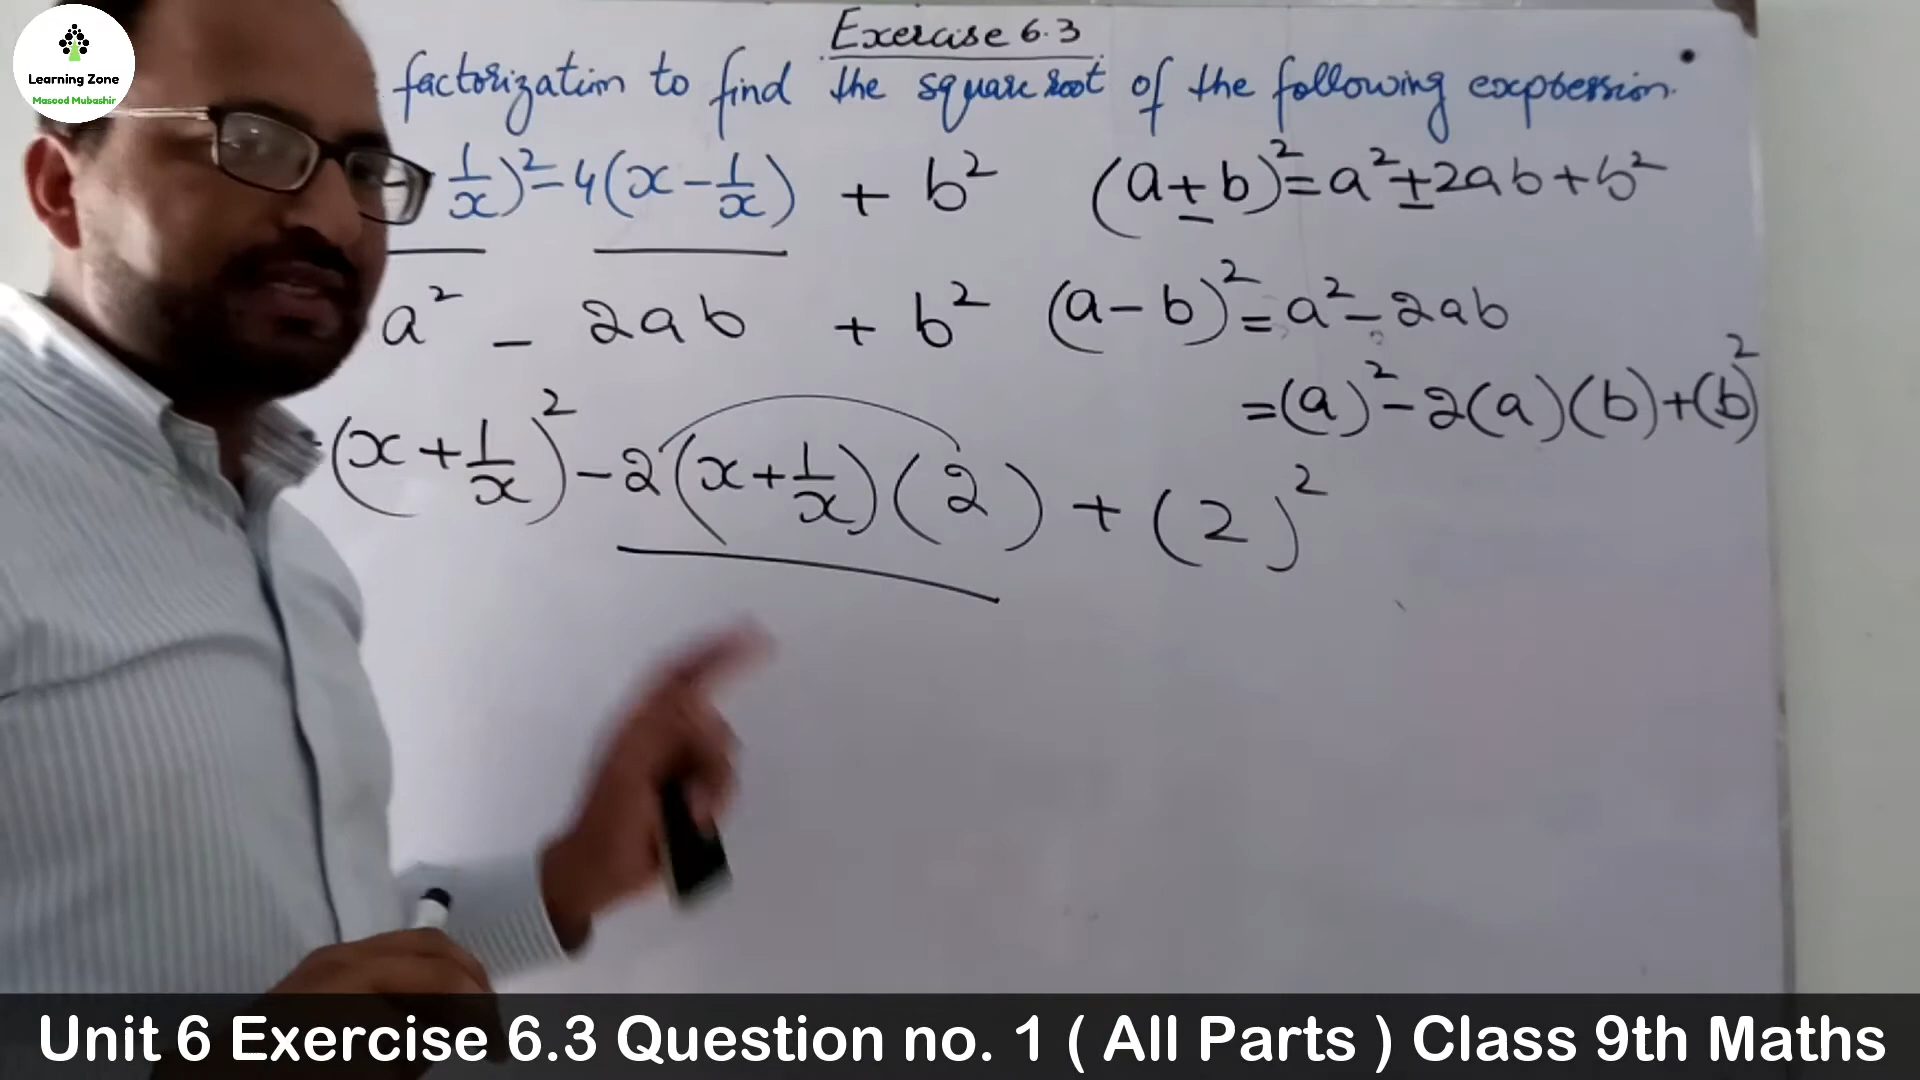 Learning Zone
Masood Mubashir
Exercise 6.3
factorization to find the square root of the following expression.
1/x)² - 4(x - 1/x) + b² (a ± b)² = a² ± 2ab + b²
a² - 2ab + b² (a - b)² = a² - 2ab
= (a)² - 2(a)(b) + (b)²
(x + 1/x)² - 2(x + 1/x)(2) + (2)²
Unit 6 Exercise 6.3 Question no. 1 ( All Parts ) Class 9th Maths